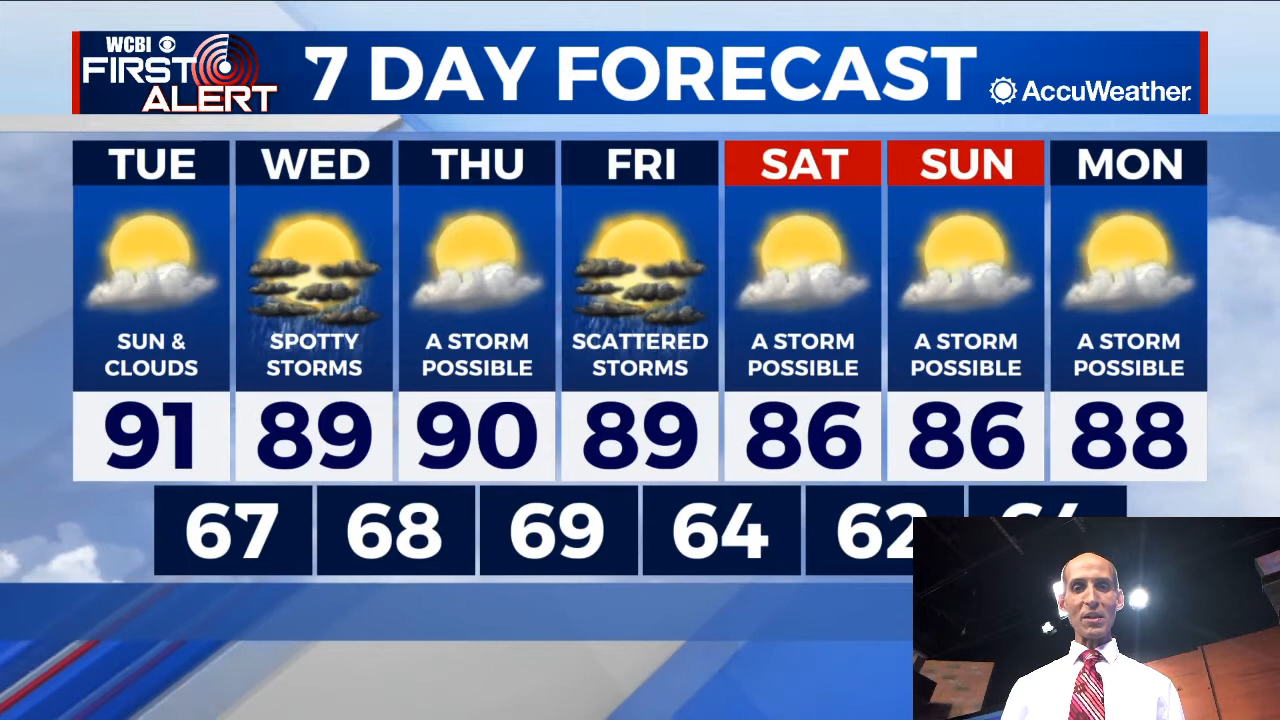 WCBI
FIRST
ALERT
7 DAY FORECAST
AccuWeather
TUE WED THU FRI SAT SUN MON
SUN & SPOTTY A STORM SCATTERED A STORM A STORM A STORM
CLOUDS STORMS POSSIBLE STORMS POSSIBLE POSSIBLE POSSIBLE
91 89 90 89 86 86 88
67 68 69 64 62